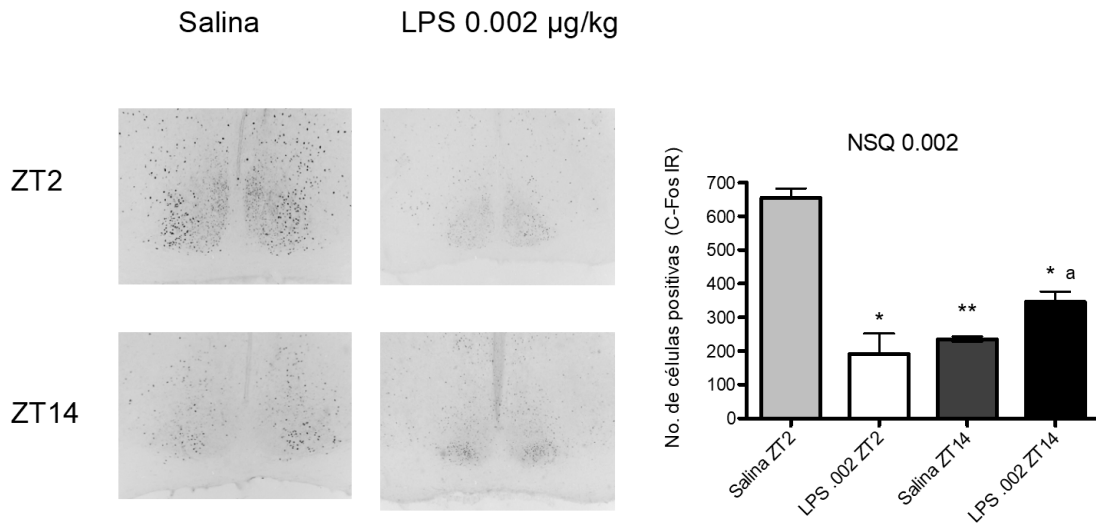 Salina
LPS 0.002 µg/kg
ZT2
ZT14
NSQ 0.002
No. de células positivas (C-Fos IR)
700
600
500
400
300
200
100
0
*
**
* a
Salina ZT2
LPS .002 ZT2
Salina ZT14
LPS .002 ZT14